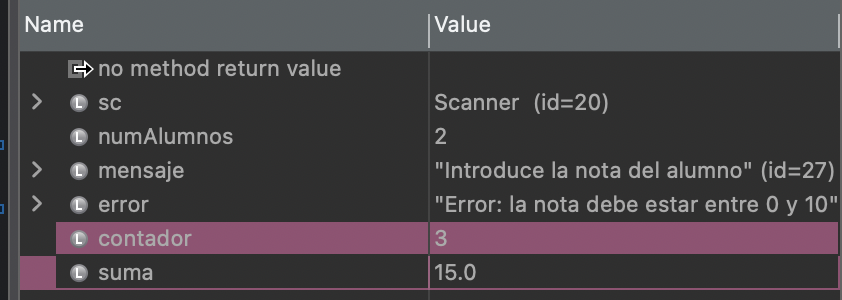 Name Value
no method return value
L sc Scanner (id=20)
L numAlumnos 2
L mensaje "Introduce la nota del alumno" (id=27)
L error "Error: la nota debe estar entre 0 y 10"
L contador 3
L suma 15.0